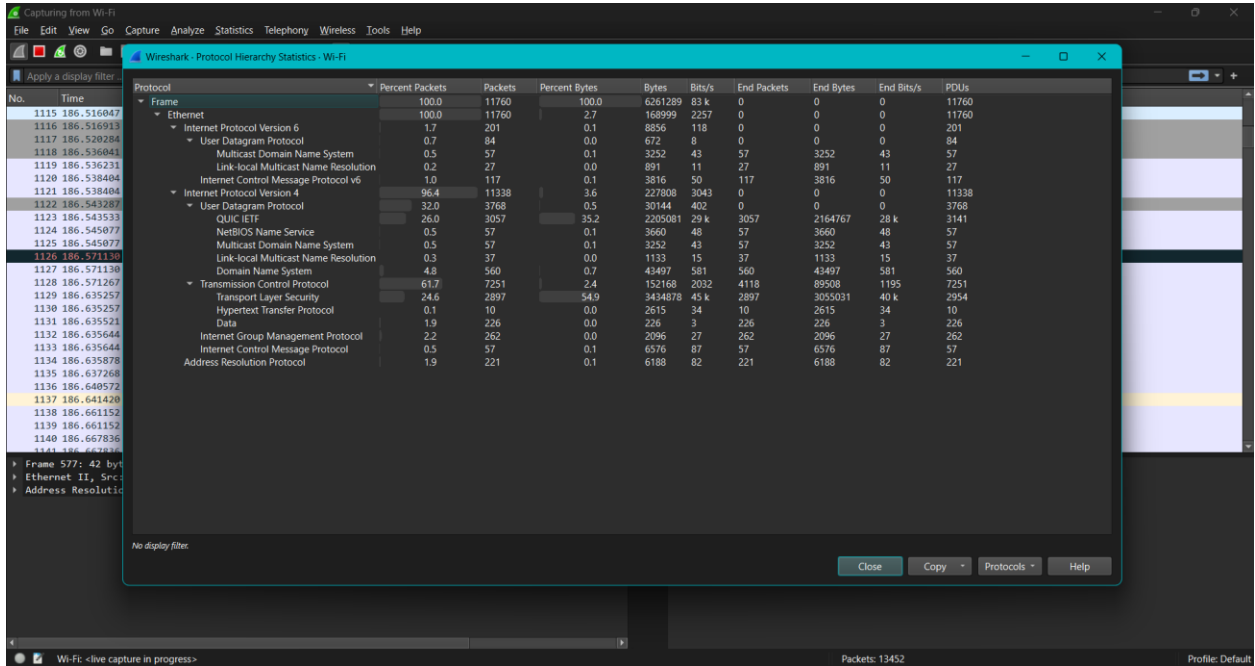 Capturing from Wi-Fi
File Edit View Go Capture Analyze Statistics Telephony Wireless Tools Help
Wireshark · Protocol Hierarchy Statistics · Wi-Fi
Apply a display filter ...
No. Time
1115 186.516047
1116 186.516913
1117 186.520284
1118 186.536041
1119 186.536231
1120 186.538404
1121 186.538404
1122 186.543287
1123 186.543533
1124 186.545077
1125 186.545077
1126 186.571130
1127 186.571130
1128 186.571267
1129 186.635257
1130 186.635257
1131 186.635521
1132 186.635644
1133 186.635644
1134 186.635878
1135 186.637268
1136 186.640572
1137 186.641420
1138 186.661152
1139 186.661152
1140 186.667836
1141 186.667836
Frame 577: 42 byt
Ethernet II, Src:
Address Resolutic
Protocol Percent Packets Packets Percent Bytes Bytes Bits/s End Packets End Bytes End Bits/s PDUs
Frame 100.0 11760 100.0 6261289 83 k 0 0 0 11760
Ethernet 100.0 11760 2.7 168999 2257 0 0 0 11760
Internet Protocol Version 6 1.7 201 0.1 8856 118 0 0 0 201
User Datagram Protocol 0.7 84 0.0 672 8 0 0 0 84
Multicast Domain Name System 0.5 57 0.1 3252 43 57 3252 43 57
Link-local Multicast Name Resolution 0.2 27 0.0 891 11 27 891 11 27
Internet Control Message Protocol v6 1.0 117 0.1 3816 50 117 3816 50 117
Internet Protocol Version 4 96.4 11338 3.6 227808 3043 0 0 0 11338
User Datagram Protocol 32.0 3768 0.5 30144 402 0 0 0 3768
QUIC IETF 26.0 3057 35.2 2205081 29 k 3057 2164767 28 k 3141
NetBIOS Name Service 0.5 57 0.1 3660 48 57 3660 48 57
Multicast Domain Name System 0.5 57 0.1 3252 43 57 3252 43 57
Link-local Multicast Name Resolution 0.3 37 0.0 1133 15 37 1133 15 37
Domain Name System 4.8 560 0.7 43497 581 560 43497 581 560
Transmission Control Protocol 61.7 7251 2.4 152168 2032 4118 89508 1195 7251
Transport Layer Security 24.6 2897 54.9 3434878 45 k 2897 3055031 40 k 2954
Hypertext Transfer Protocol 0.1 10 0.0 2615 34 10 2615 34 10
Data 1.9 226 0.0 226 3 226 226 3 226
Internet Group Management Protocol 2.2 262 0.0 2096 27 262 2096 27 262
Internet Control Message Protocol 0.5 57 0.1 6576 87 57 6576 87 57
Address Resolution Protocol 1.9 221 0.1 6188 82 221 6188 82 221
No display filter.
Close Copy Protocols Help
Wi-Fi: <live capture in progress> Packets: 13452 Profile: Default